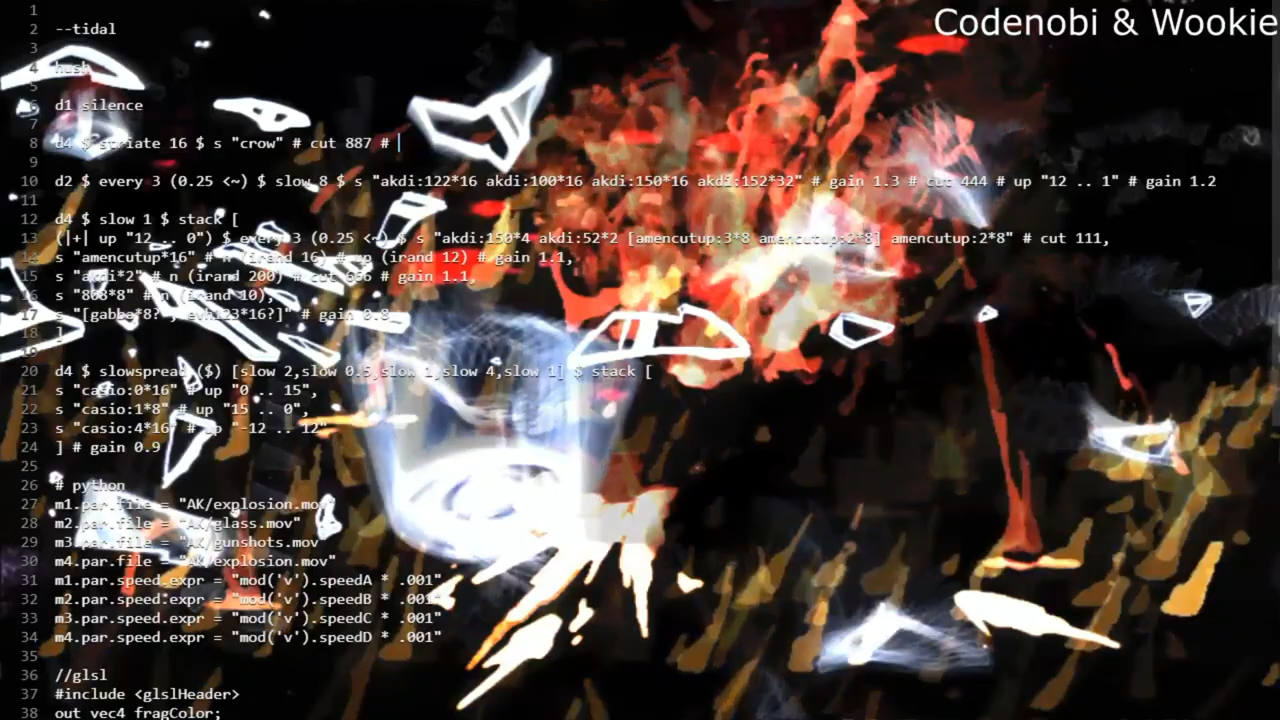 Codenobi & Wookie
1
2 --tidal
3
4 hush
5
6 d1 silence
7
8 d4 $ striate 16 $ s "crow" # cut 887 #
9
10 d2 $ every 3 (0.25 <~) $ slow 8 $ s "akdi:122*16 akdi:100*16 akdi:150*16 akdi:152*32" # gain 1.3 # cut 444 # up "12 .. 1" # gain 1.2
11
12 d4 $ slow 1 $ stack [
13 (|+| up "12 .. 0") $ every 3 (0.25 <~) $ s "akdi:150*4 akdi:52*2 [amencutup:3*8 amencutup:2*8] amencutup:2*8" # cut 111,
14 s "amencutup*16" # n (irand 16) # up (irand 12) # gain 1.1,
15 s "akdi*2" # n (irand 200) # cut 666 # gain 1.1,
16 s "808*8" # n (irand 10),
17 s "[gabba*8? , evhi23*16?]" # gain 0.8
18 ]
19
20 d4 $ slowspread ($) [slow 2,slow 0.5,slow 1,slow 4,slow 1] $ stack [
21 s "casio:0*16" # up "0 .. 15",
22 s "casio:1*8" # up "15 .. 0",
23 s "casio:4*16" # up "-12 .. 12"
24 ] # gain 0.9
25
26 # python
27 m1.par.file = "AK/explosion.mov"
28 m2.par.file = "AK/glass.mov"
29 m3.par.file = "AK/gunshots.mov"
30 m4.par.file = "AK/explosion.mov"
31 m1.par.speed.expr = "mod('v').speedA * .001"
32 m2.par.speed.expr = "mod('v').speedB * .001"
33 m3.par.speed.expr = "mod('v').speedC * .001"
34 m4.par.speed.expr = "mod('v').speedD * .001"
35
36 //glsl
37 #include <glslHeader>
38 out vec4 fragColor;